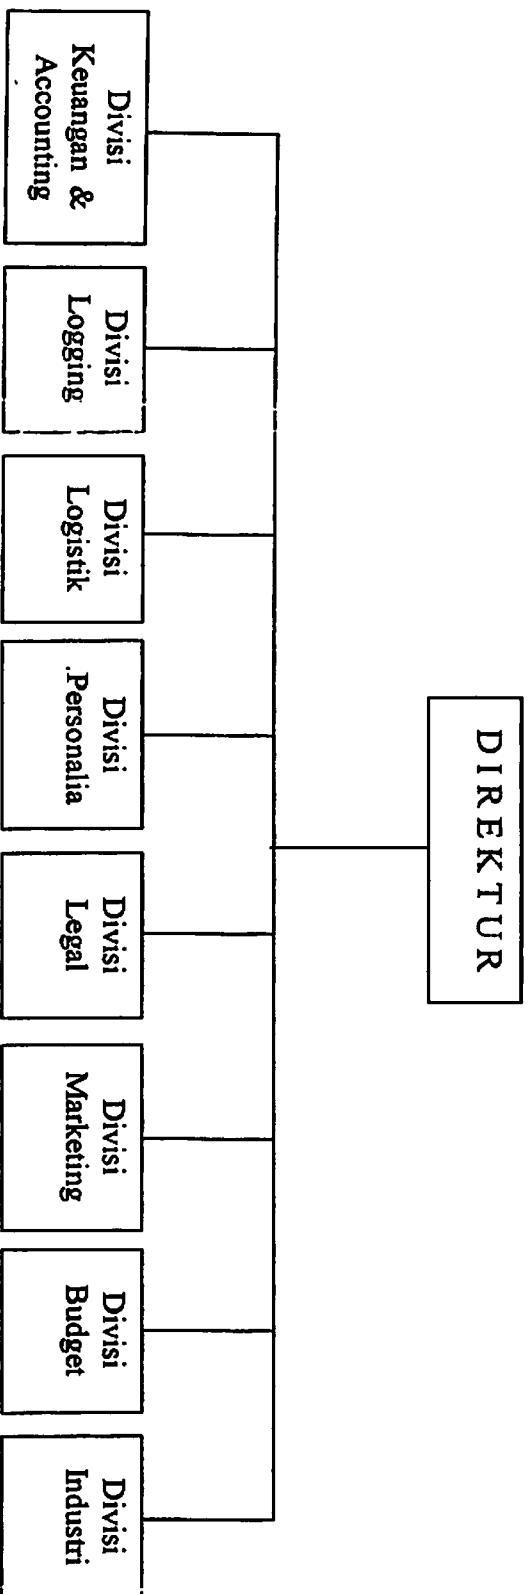 DIREKTUR
Divisi
Keuangan &
Accounting
Divisi
Logging
Divisi
Logistik
Divisi
Personalia
Divisi
Legal
Divisi
Marketing
Divisi
Budget
Divisi
Industri